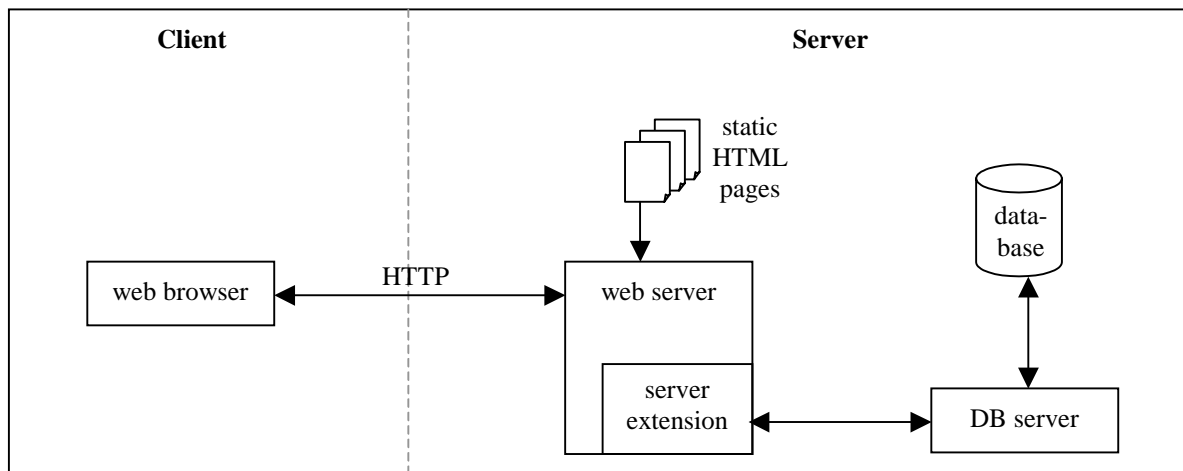 Client
Server
static
HTML
pages
data-
base
HTTP
web browser
web server
server
extension
DB server